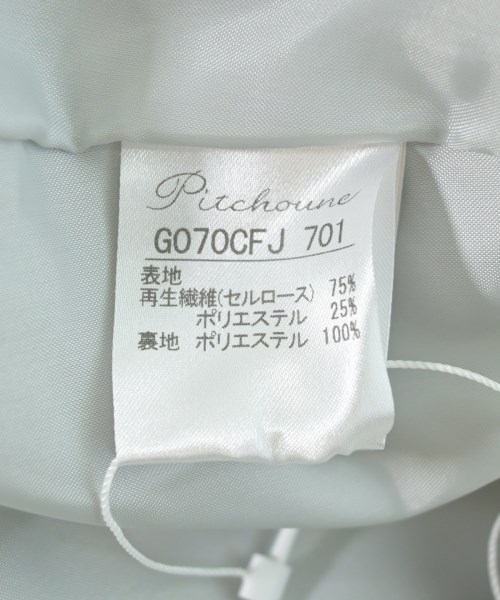 Pitchoune
G070CFJ 701
表地
再生繊維(セルロース) 75%
ポリエステル 25%
裏地 ポリエステル 100%